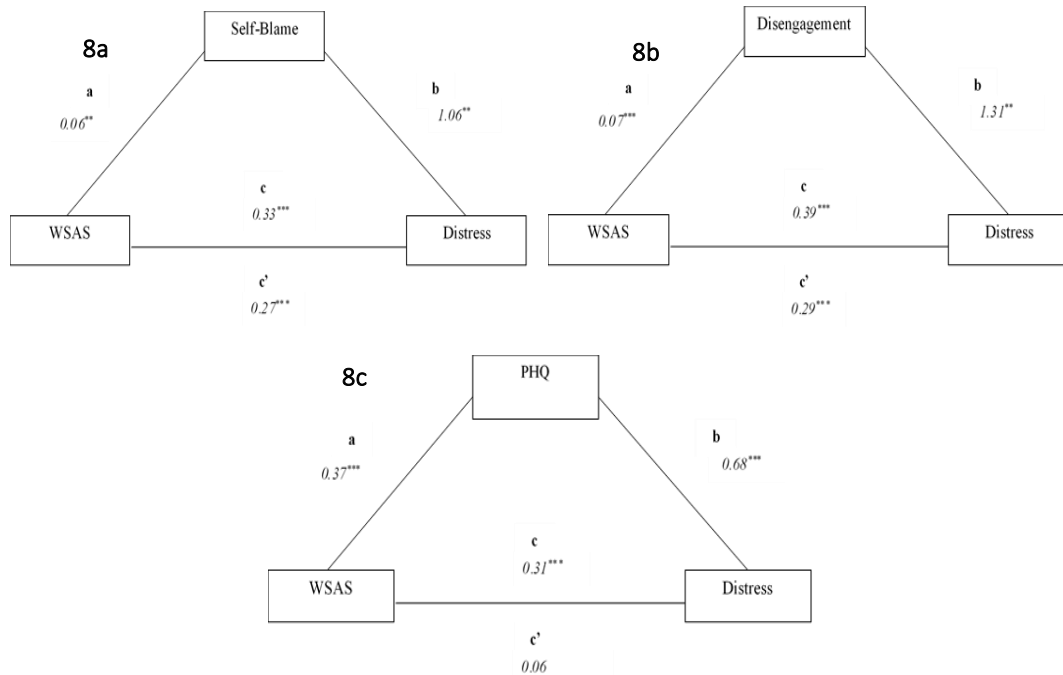 8a
Self-Blame
a
0.06**
b
1.06**
c
0.33***
WSAS
Distress
c’
0.27***
8b
Disengagement
a
0.07***
b
1.31**
c
0.39***
WSAS
Distress
c’
0.29***
8c
PHQ
a
0.37***
b
0.68***
c
0.31***
WSAS
Distress
c’
0.06